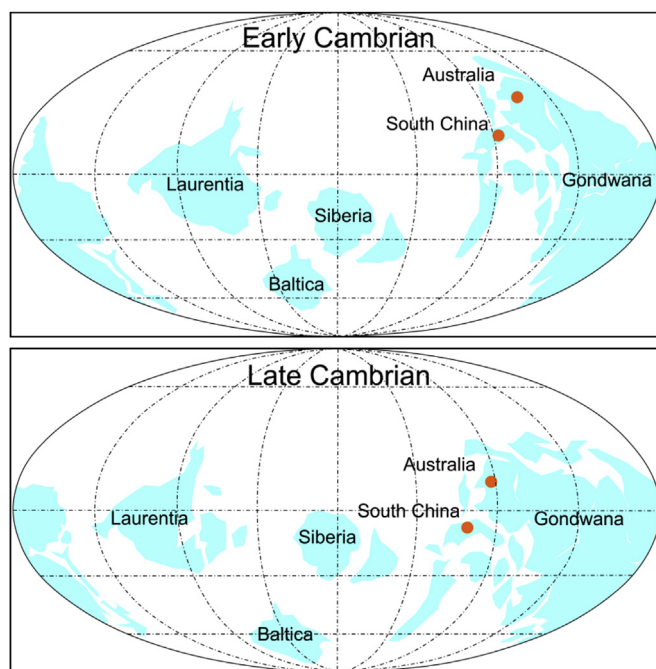 Early Cambrian
Australia
South China
Laurentia
Gondwana
Siberia
Baltica
Late Cambrian
Australia
South China
Laurentia
Gondwana
Siberia
Baltica